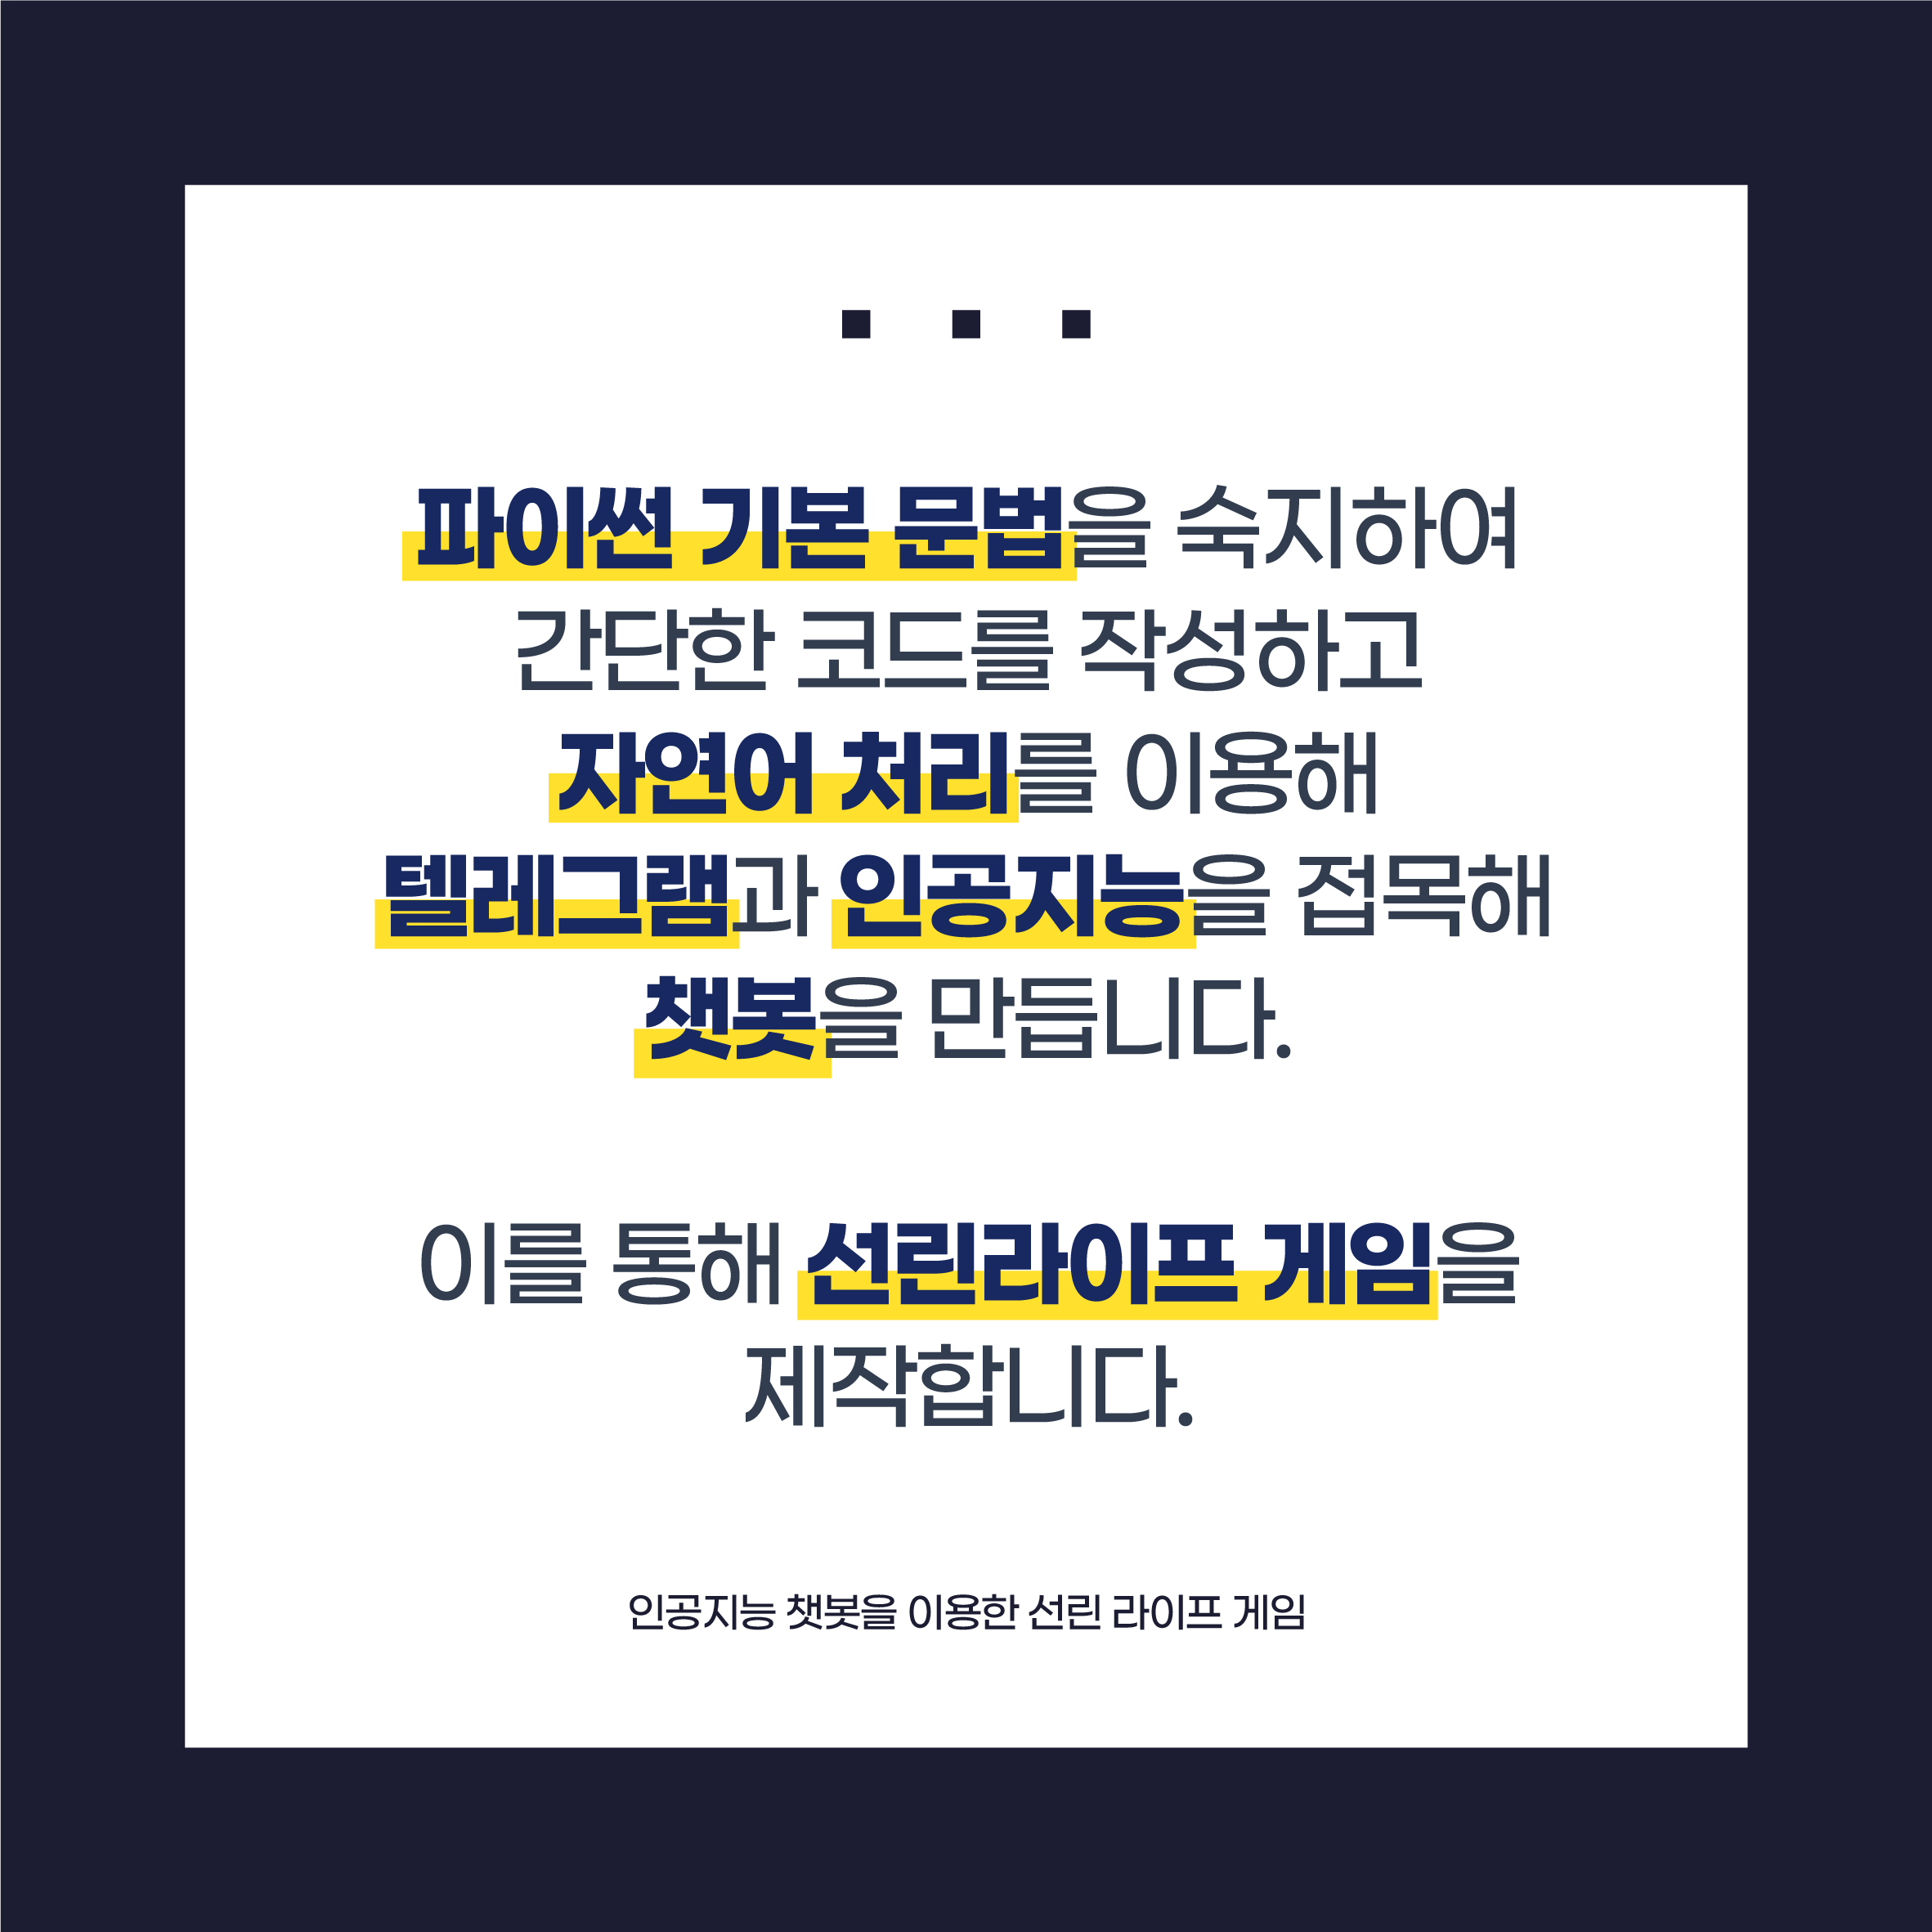 파이썬 기본 문법을 숙지하여
간단한 코드를 작성하고
자연어 처리를 이용해
텔레그램과 인공지능을 접목해
챗봇을 만듭니다.
이를 통해 선린라이프 게임을
제작합니다.
인공지능 챗봇을 이용한 선린 라이프 게임